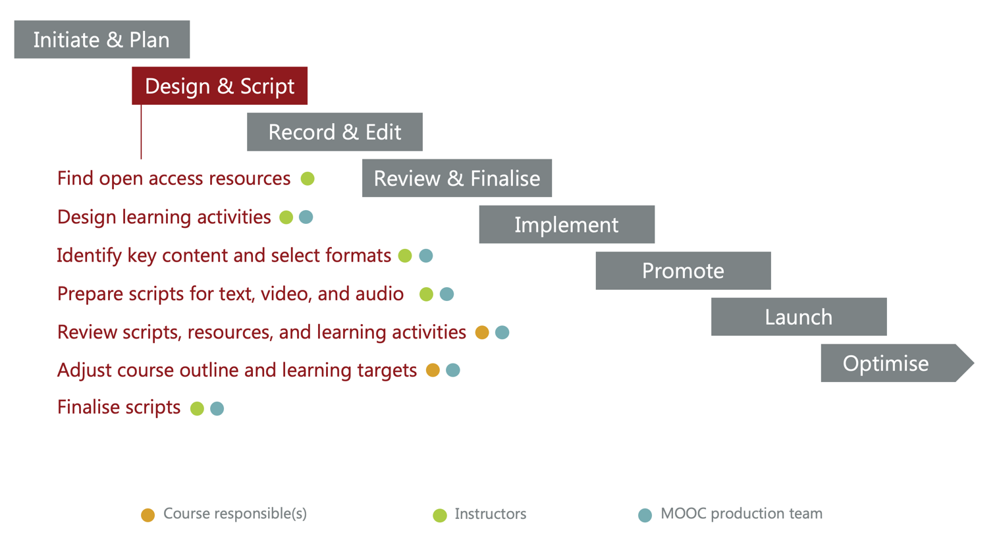 Initiate & Plan
Design & Script
Record & Edit
Review & Finalise
Implement
Promote
Launch
Optimise
Find open access resources
Design learning activities
Identify key content and select formats
Prepare scripts for text, video, and audio
Review scripts, resources, and learning activities
Adjust course outline and learning targets
Finalise scripts
Course responsible(s)
Instructors
MOOC production team